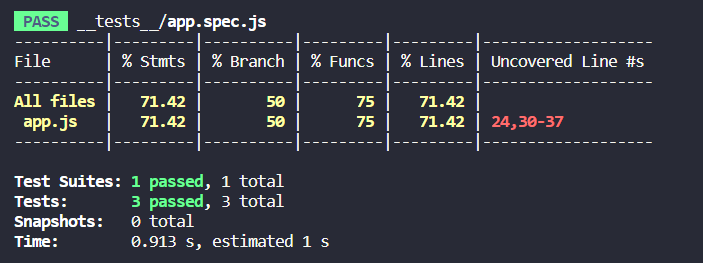 PASS __tests__/app.spec.js
----------|---------|----------|---------|---------|-------------------
File      | % Stmts | % Branch | % Funcs | % Lines | Uncovered Line #s
----------|---------|----------|---------|---------|-------------------
All files |   71.42 |       50 |      75 |   71.42 |
 app.js   |   71.42 |       50 |      75 |   71.42 | 24,30-37
----------|---------|----------|---------|---------|-------------------
Test Suites: 1 passed, 1 total
Tests:       3 passed, 3 total
Snapshots:   0 total
Time:        0.913 s, estimated 1 s